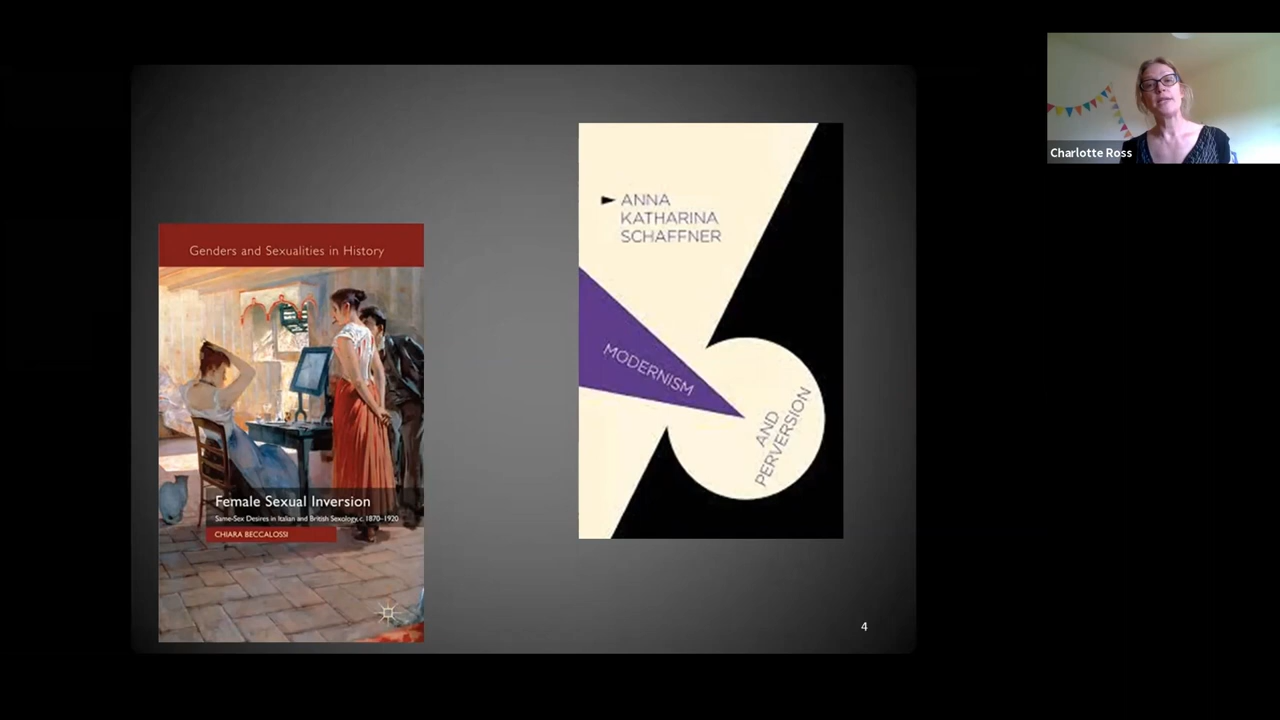 Genders and Sexualities in History
Female Sexual Inversion
Same-Sex Desires in Italian and British Sexology, c. 1870–1920
CHIARA BECCALOSSI
ANNA
KATHARINA
SCHAFFNER
MODERNISM
AND
PERVERSION
4
Charlotte Ross